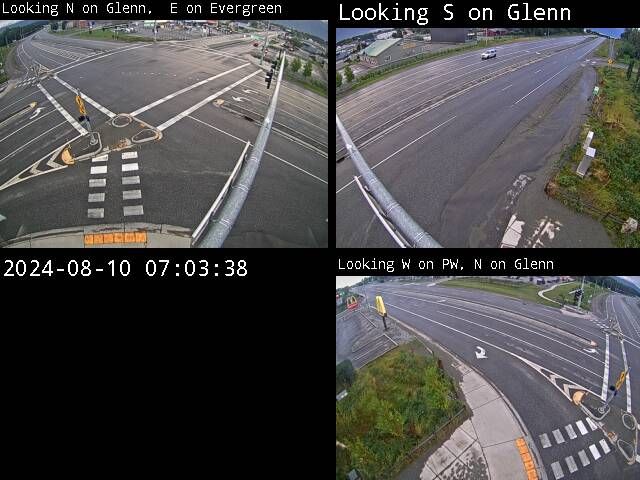 Looking N on Glenn,  E on Evergreen
Looking S on Glenn
2024-08-10 07:03:38
Looking W on PW, N on Glenn